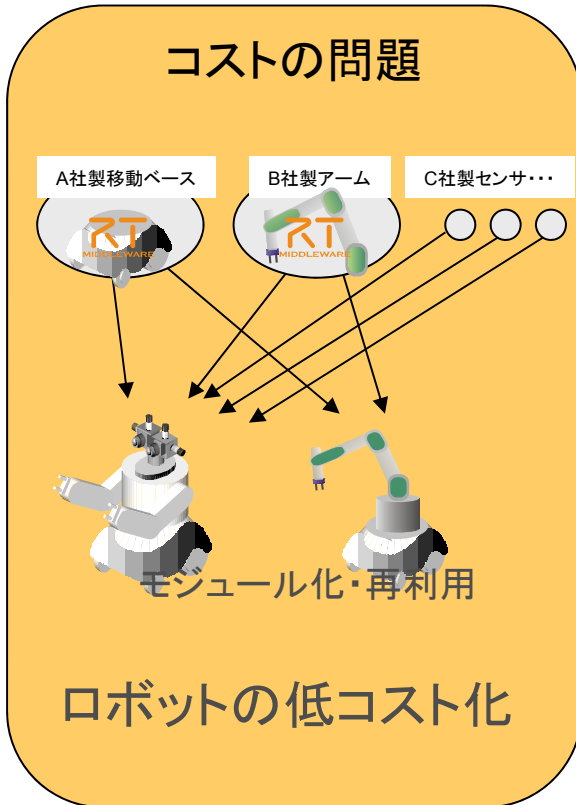 コストの問題
A社製移動ベース
B社製アーム
C社製センサ・・・
RT
MIDDLEWARE
RT
MIDDLEWARE
モジュール化・再利用
ロボットの低コスト化